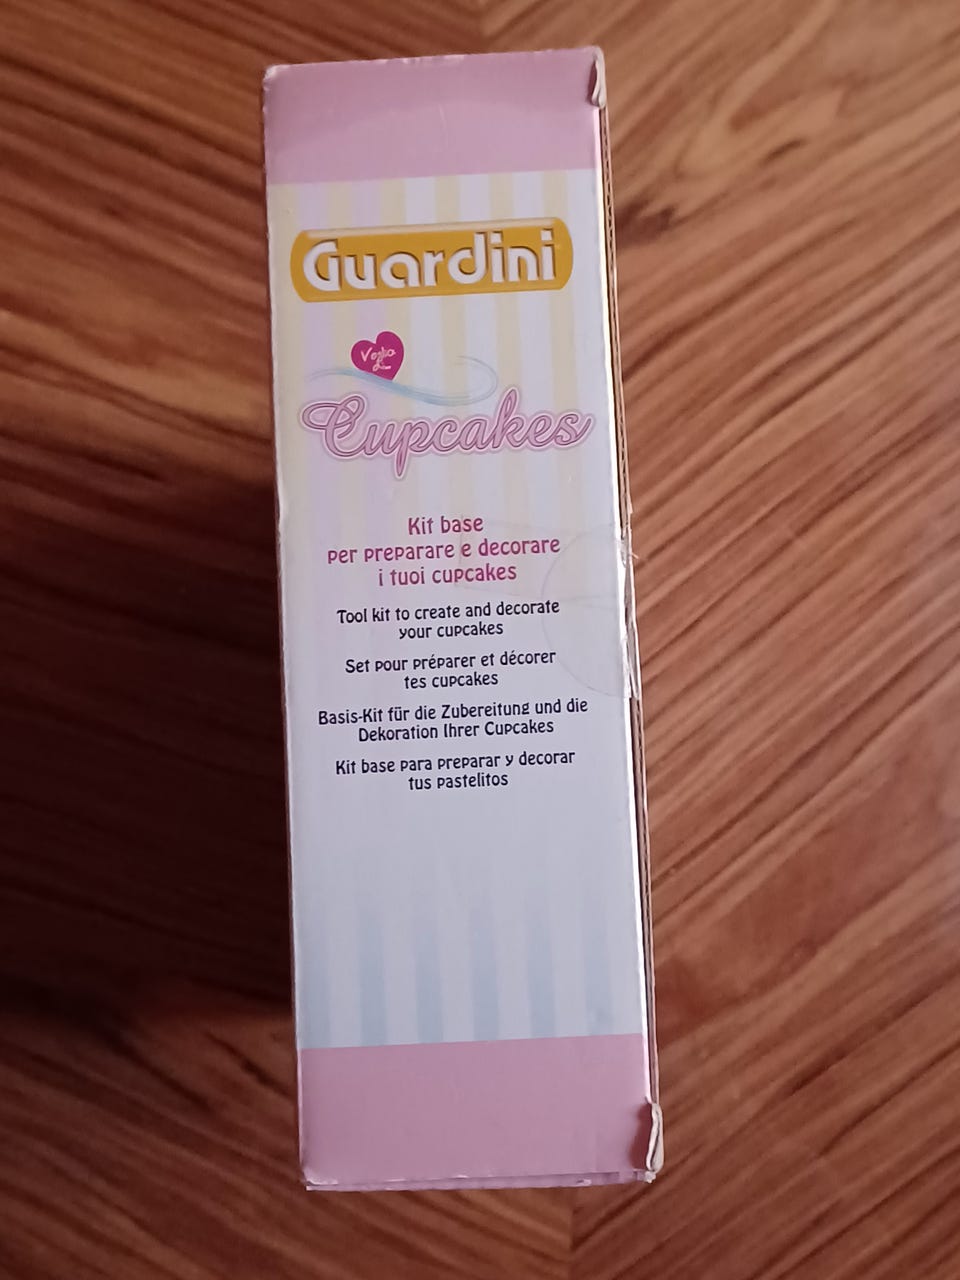 Guardini
Voglia
di
Cupcakes
Kit base
per preparare e decorare
i tuoi cupcakes
Tool kit to create and decorate
your cupcakes
Set pour préparer et décorer
tes cupcakes
Basis-Kit für die Zubereitung und die
Dekoration Ihrer Cupcakes
Kit base para preparar y decorar
tus pastelitos